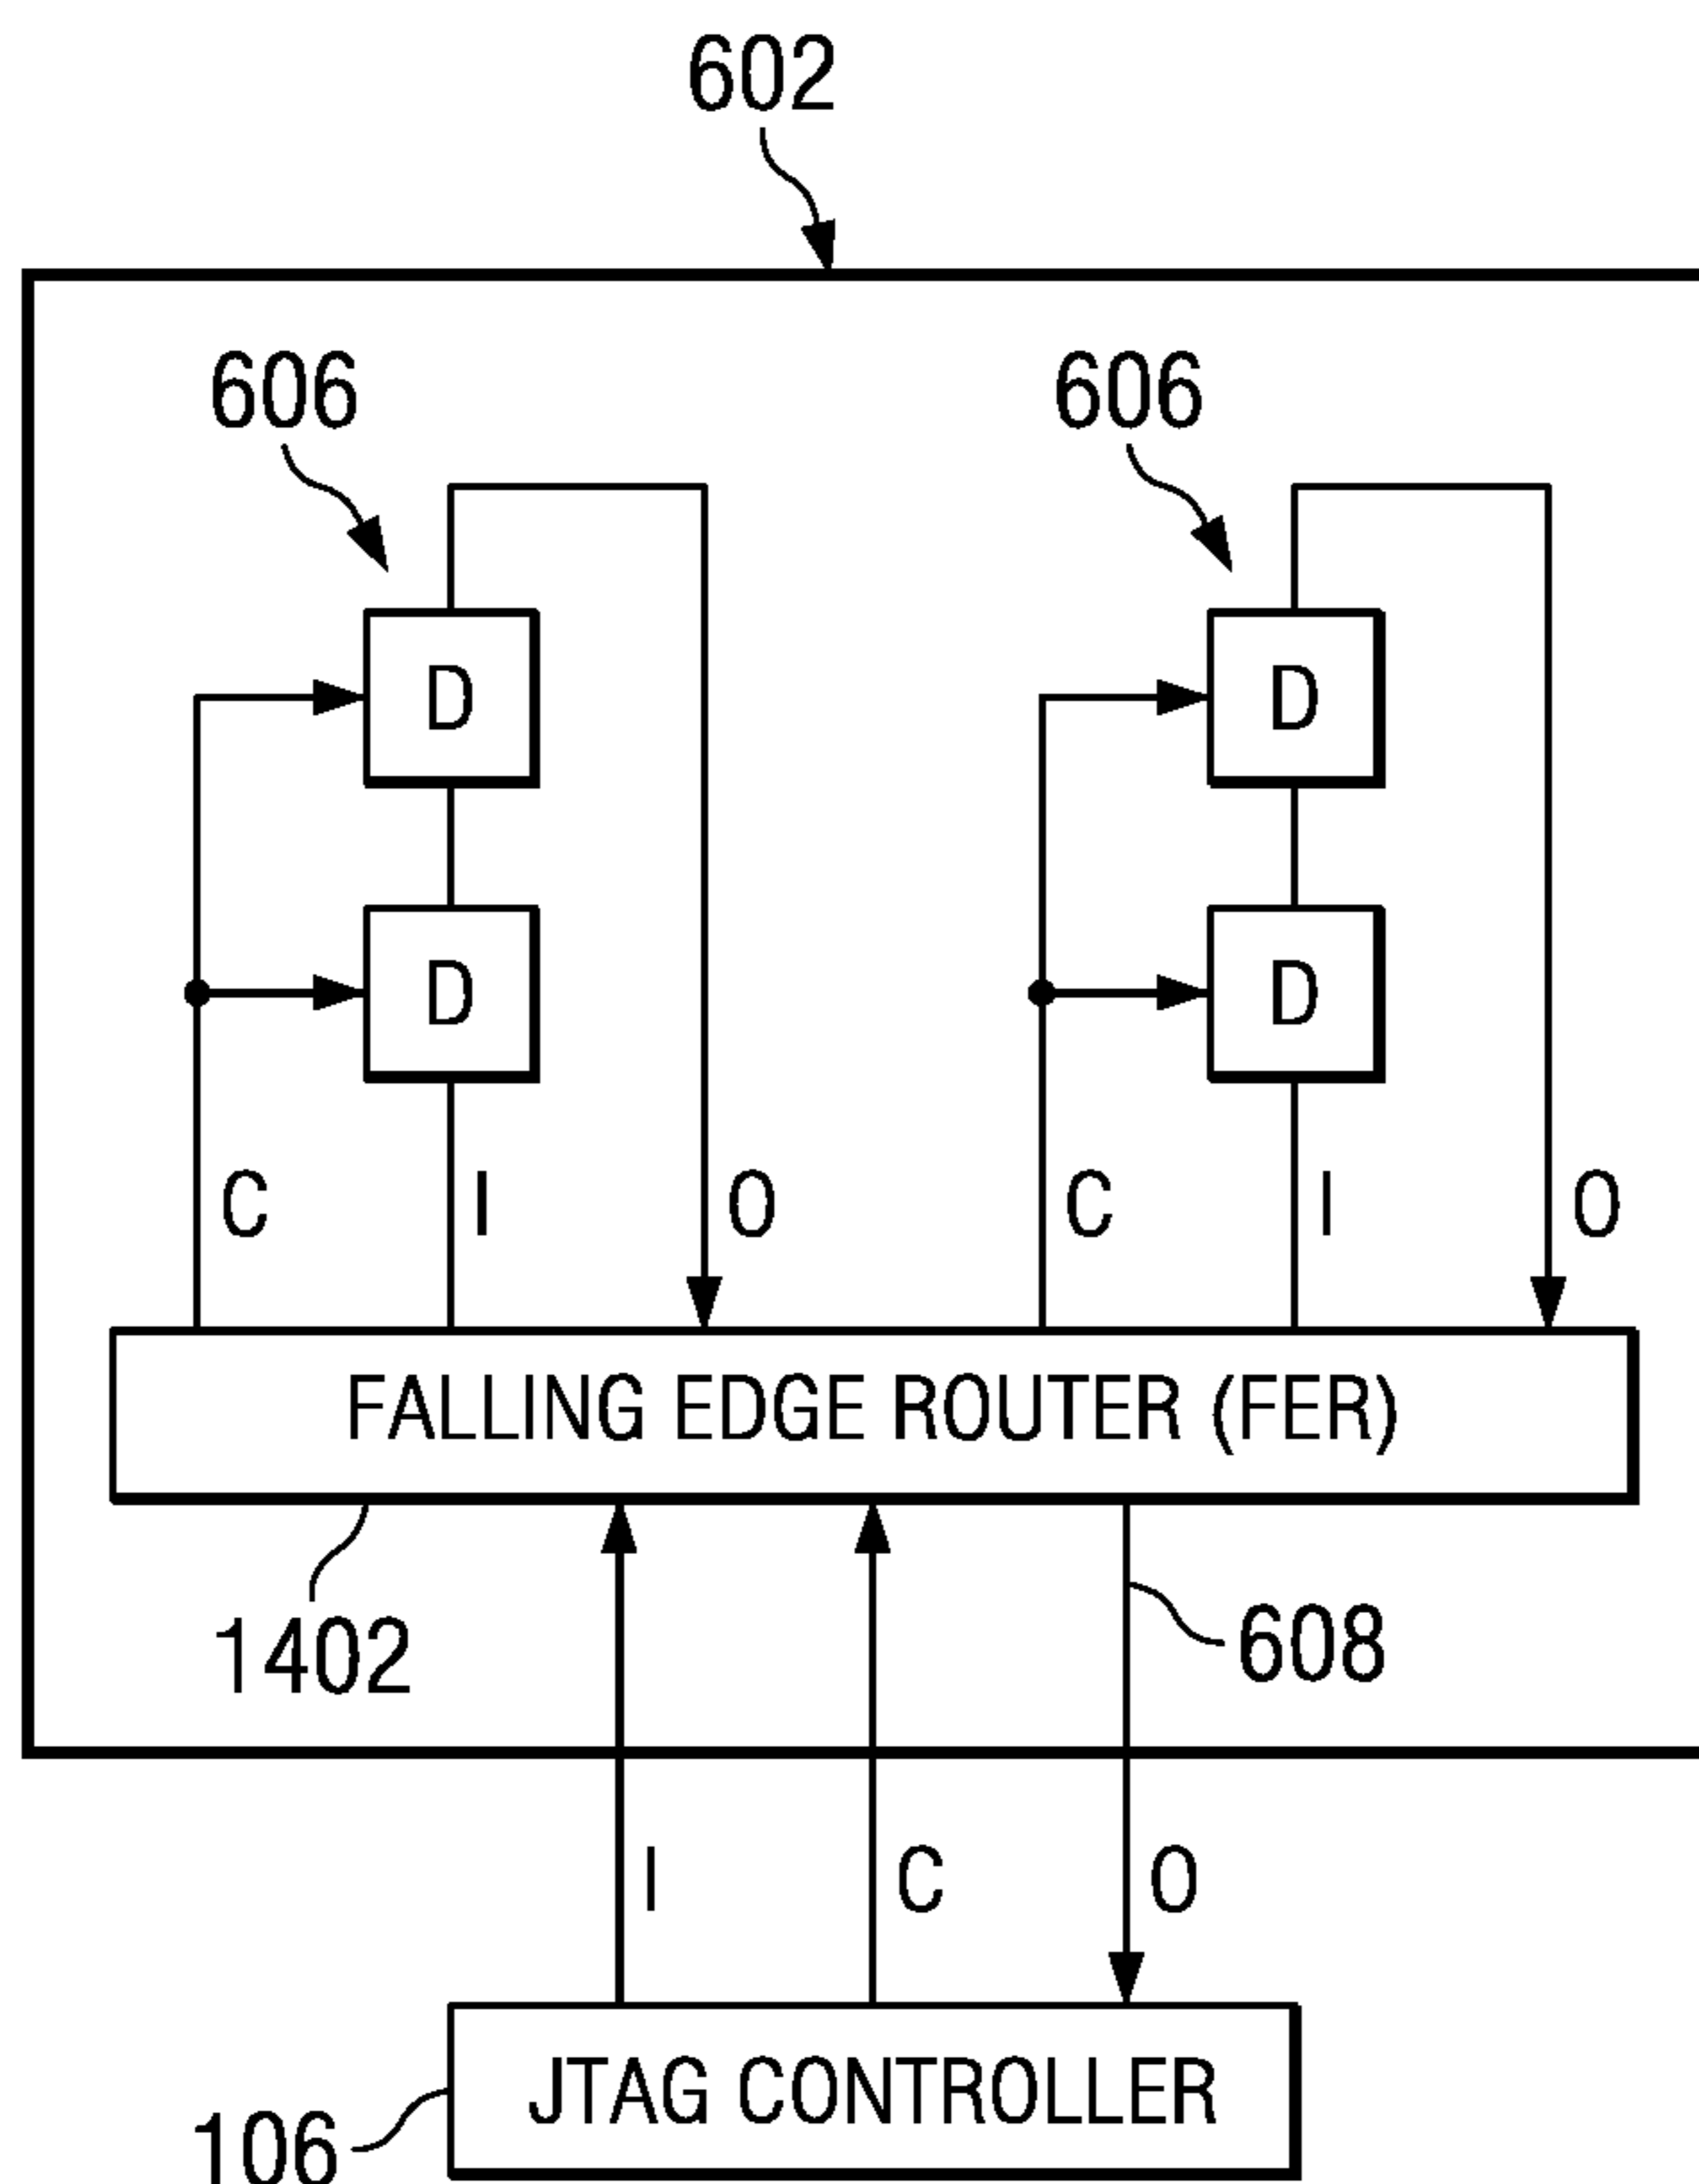 602
606 606
D D
D D
C I O C I O
FALLING EDGE ROUTER (FER)
1402 608
I C O
JTAG CONTROLLER
106